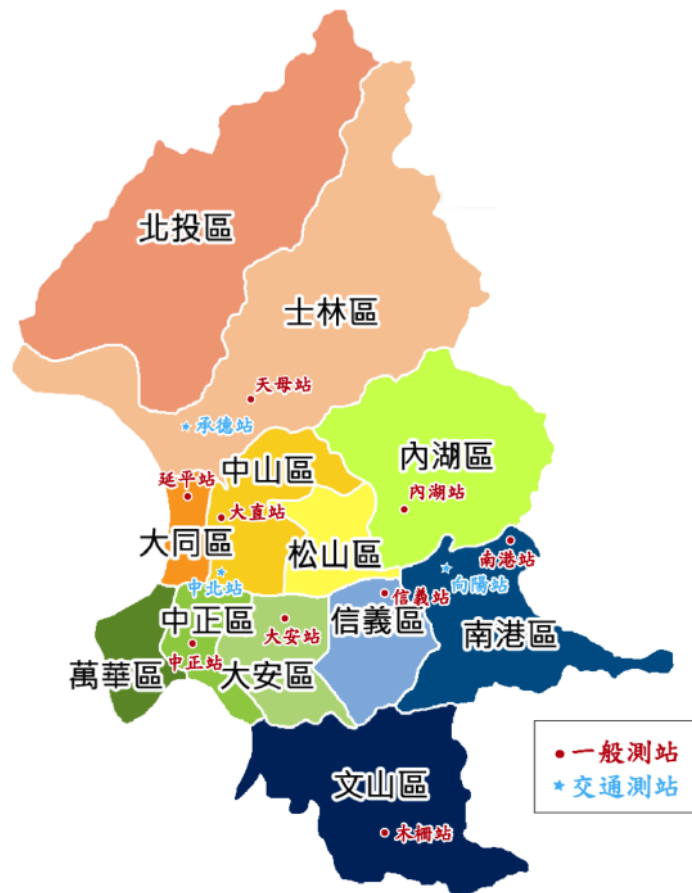 北投區
士林區
天母站
承德站
中山區
內湖區
延平站
內湖站
大直站
大同區
松山區
南港站
中北站
向陽站
信義站
中正區
大安站
信義區
南港區
中正站
萬華區
大安區
一般測站
交通測站
文山區
木柵站